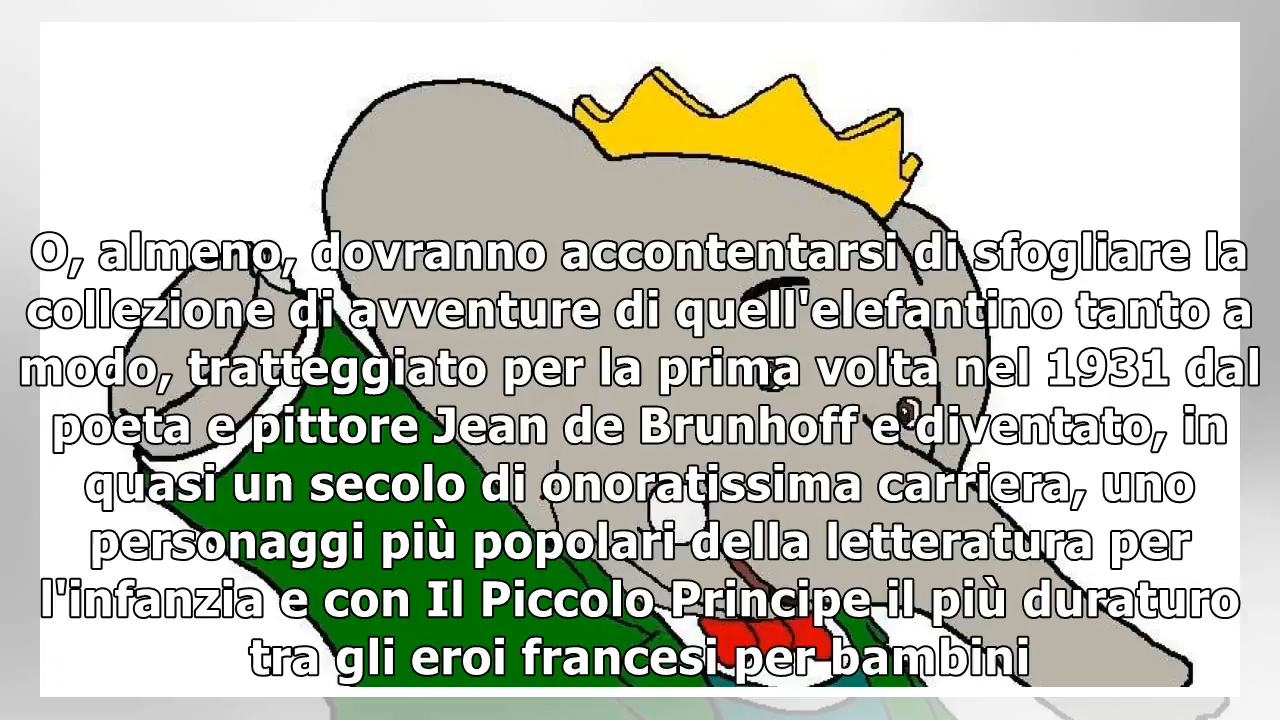 O, almeno, dovranno accontentarsi di sfogliare la
collezione di avventure di quell'elefantino tanto a
modo, tratteggiato per la prima volta nel 1931 dal
poeta e pittore Jean de Brunhoff e diventato, in
quasi un secolo di onoratissima carriera, uno
personaggi più popolari della letteratura per
l'infanzia e con Il Piccolo Principe il più duraturo
tra gli eroi francesi per bambini